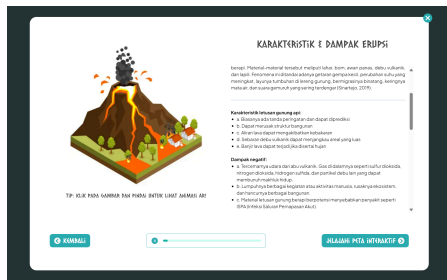 KARAKTERISTIK & DAMPAK ERUPSI
berapi. Material-material tersebut meliputi lahar, bom, awan panas, debu vulkanik,
dan lapili. Fenomena ini ditandai adanya getaran gempa kecil, perubahan suhu yang
meningkat, layunya tumbuhan di lereng gunung, bermigrasinya binatang, keringnya
mata air, dan suara gemuruh yang sering terdengar (Sinartejo, 2019).
Karakteristik letusan gunung api:
• a. Biasanya ada tanda peringatan dan dapat diprediksi
• b. Dapat merusak struktur bangunan
• c. Aliran lava dapat mengakibatkan kebakaran
• d. Sebaran debu vulkanik dapat menjangkau areal yang luas
• e. Banjir lava dapat terjadi jika disertai hujan
Dampak negatif:
• a. Tercemarnya udara dari abu vulkanik. Gas di dalamnya seperti sulfur dioksida,
nitrogen dioksida, hidrogen sulfida, dan partikel debu lain yang dapat
membunuh makhluk hidup
• b. Lumpuhnya berbagai kegiatan atau aktivitas manusia, rusaknya ekosistem,
dan hancurnya berbagai bangunan
• c. Material letusan gunung berapi berpotensi menyebabkan penyakit seperti
ISPA (Infeksi Saluran Pernapasan Akut).
TIP: KLIK PADA GAMBAR DAN PINDAI UNTUK LIHAT ANIMASI AR!
KEMBALI
JELAJAHI PETA INTERAKTIF